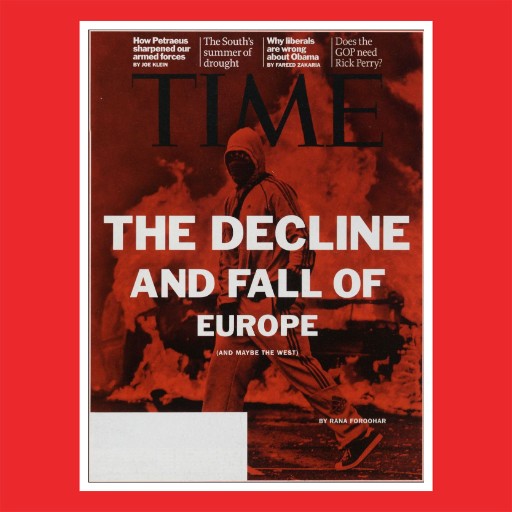 How Petraeus
sharpened our
armed forces
BY JOE KLEIN
The South's
summer of
drought
Why liberals
are wrong
about Obama
BY FAREED ZAKARIA
Does the
GOP need
Rick Perry?
TIME
THE DECLINE
AND FALL OF
EUROPE
(AND MAYBE THE WEST)
BY RANA FOROOHAR